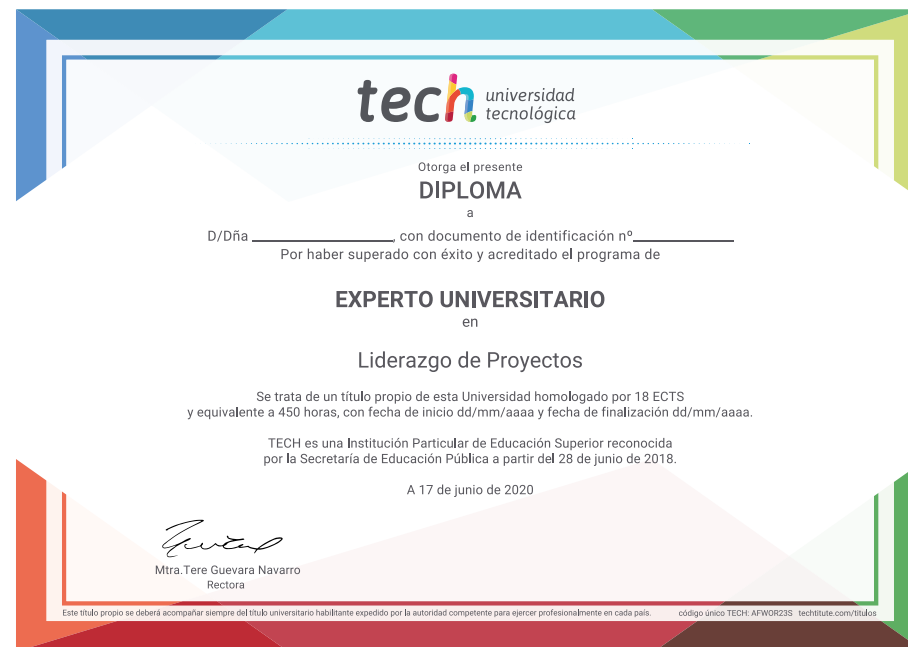 tech universidad
tecnológica
Otorga el presente
DIPLOMA
a
D/Dña ____________________, con documento de identificación nº______________
Por haber superado con éxito y acreditado el programa de
EXPERTO UNIVERSITARIO
en
Liderazgo de Proyectos
Se trata de un título propio de esta Universidad homologado por 18 ECTS
y equivalente a 450 horas, con fecha de inicio dd/mm/aaaa y fecha de finalización dd/mm/aaaa.
TECH es una Institución Particular de Educación Superior reconocida
por la Secretaría de Educación Pública a partir del 28 de junio de 2018.
A 17 de junio de 2020
Mtra.Tere Guevara Navarro
Rectora
Este título propio se deberá acompañar siempre del título universitario habilitante expedido por la autoridad competente para ejercer profesionalmente en cada país. código único TECH: AFWOR23S techtitute.com/titulos